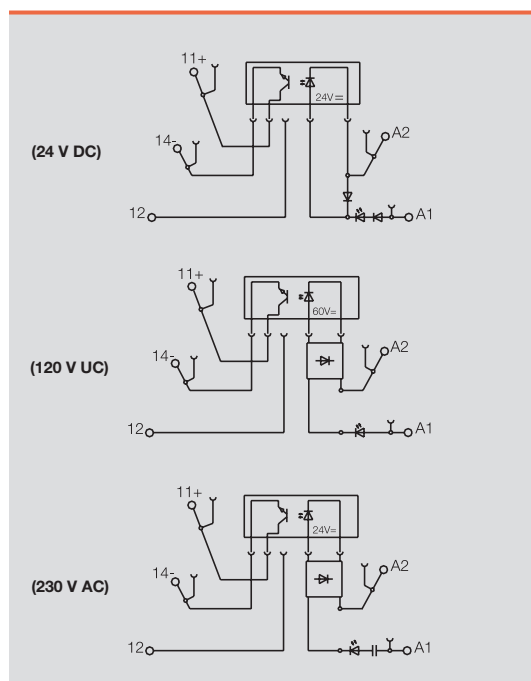 11+
24V=
14-
A2
(24 V DC)
12
A1
11+
60V=
14-
A2
(120 V UC)
12
A1
11+
24V=
14-
A2
(230 V AC)
12
A1